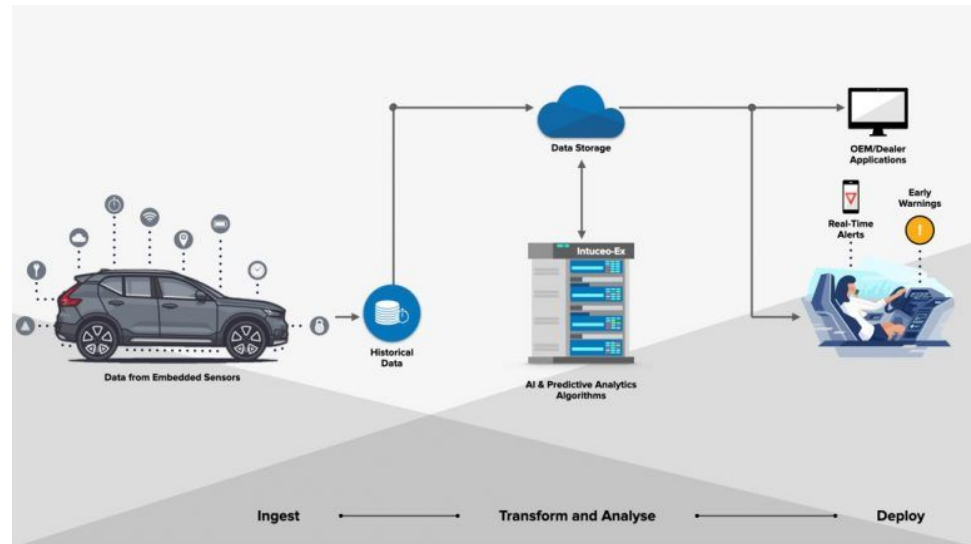 Data Storage
OEM/Dealer
Applications
Real-Time
Alerts
Early
Warnings
!
Intuceo-Ex
Historical
Data
Data from Embedded Sensors
AI & Predictive Analytics
Algorithms
Ingest
Transform and Analyse
Deploy